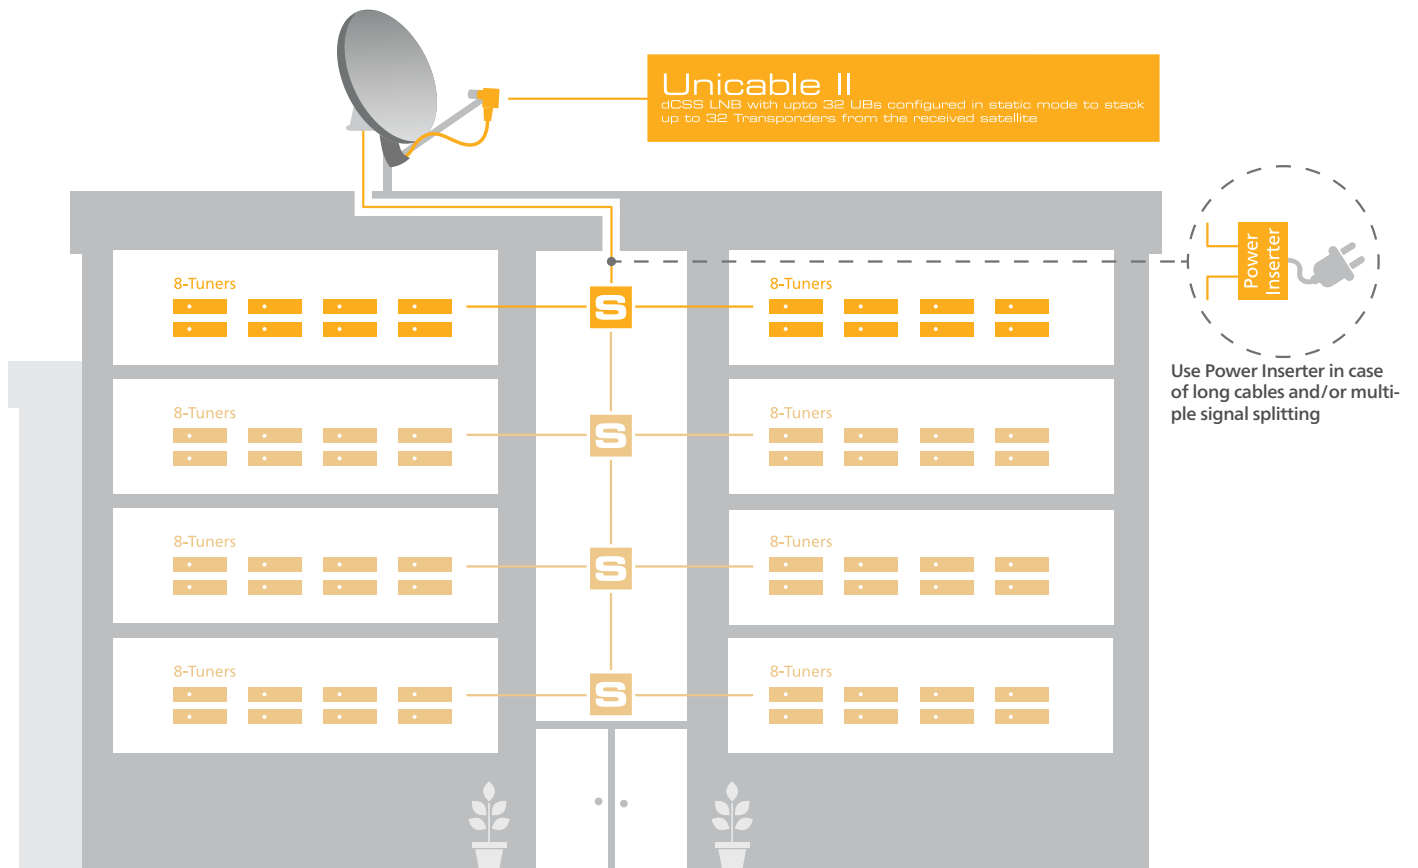 Unicable II
dCSS LNB with upto 32 UBs configured in static mode to stack
up to 32 Transponders from the received satellite
Power
Inserter
Use Power Inserter in case
of long cables and/or multi-
ple signal splitting
8-Tuners
S
8-Tuners
8-Tuners
S
8-Tuners
8-Tuners
S
8-Tuners
8-Tuners
S
8-Tuners